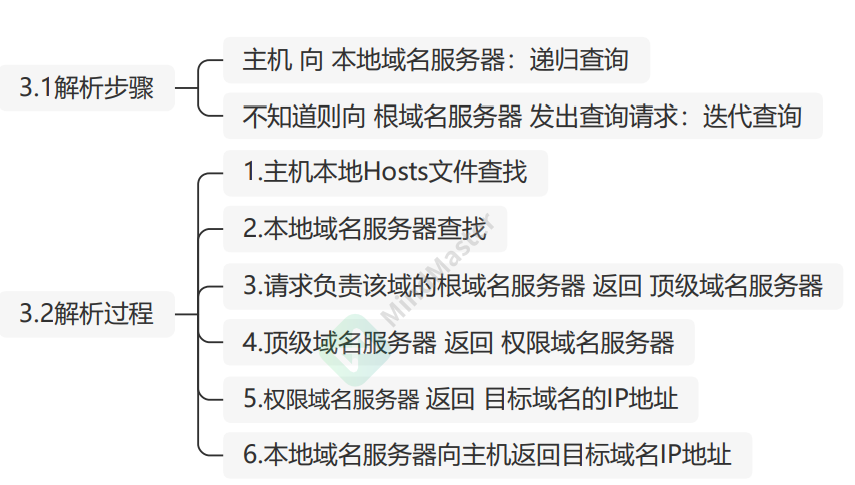 3.1解析步骤
主机 向 本地域名服务器：递归查询
不知道则向 根域名服务器 发出查询请求：迭代查询
3.2解析过程
1.主机本地Hosts文件查找
2.本地域名服务器查找
3.请求负责该域的根域名服务器 返回 顶级域名服务器
4.顶级域名服务器 返回 权限域名服务器
5.权限域名服务器 返回 目标域名的IP地址
6.本地域名服务器向主机返回目标域名IP地址
MindMaster